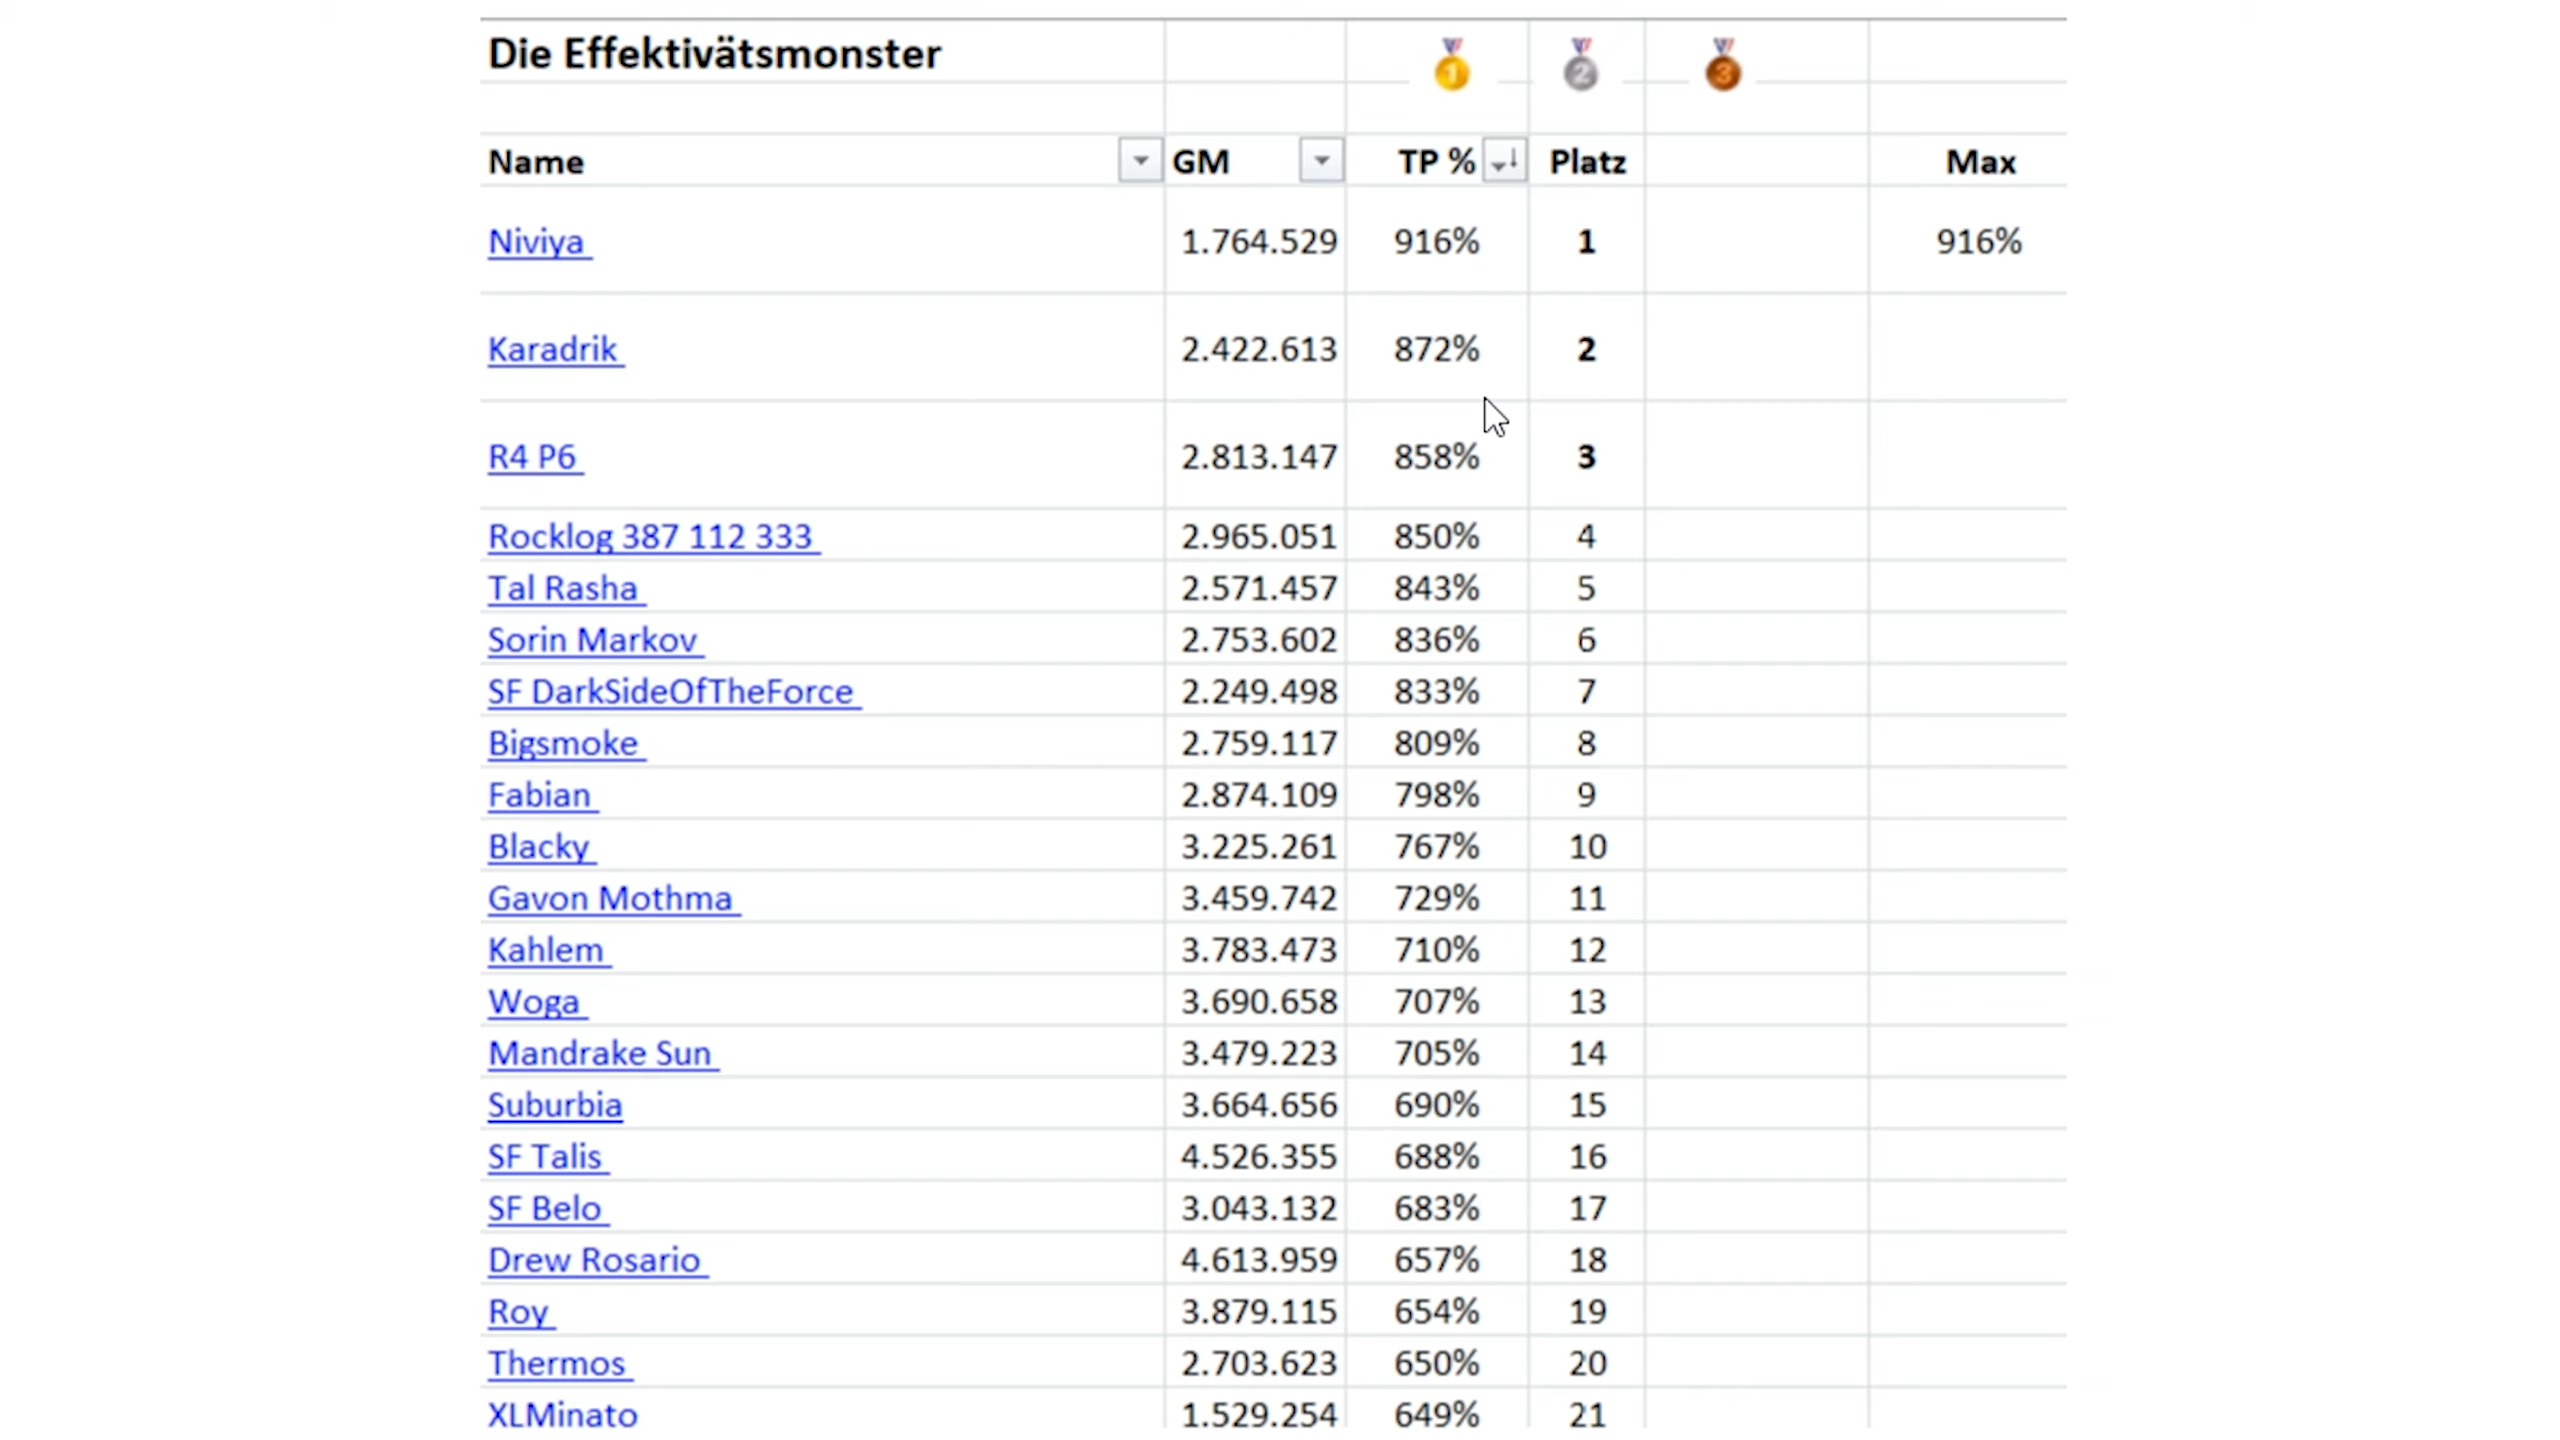 Die Effektivätsmonster 1 2 3
Name GM TP % Platz Max
Niviya 1.764.529 916% 1 916%
Karadrik 2.422.613 872% 2
R4 P6 2.813.147 858% 3
Rocklog 387 112 333 2.965.051 850% 4
Tal Rasha 2.571.457 843% 5
Sorin Markov 2.753.602 836% 6
SF DarkSideOfTheForce 2.249.498 833% 7
Bigsmoke 2.759.117 809% 8
Fabian 2.874.109 798% 9
Blacky 3.225.261 767% 10
Gavon Mothma 3.459.742 729% 11
Kahlem 3.783.473 710% 12
Woga 3.690.658 707% 13
Mandrake Sun 3.479.223 705% 14
Suburbia 3.664.656 690% 15
SF Talis 4.526.355 688% 16
SF Belo 3.043.132 683% 17
Drew Rosario 4.613.959 657% 18
Roy 3.879.115 654% 19
Thermos 2.703.623 650% 20
XLMinato 1.529.254 649% 21